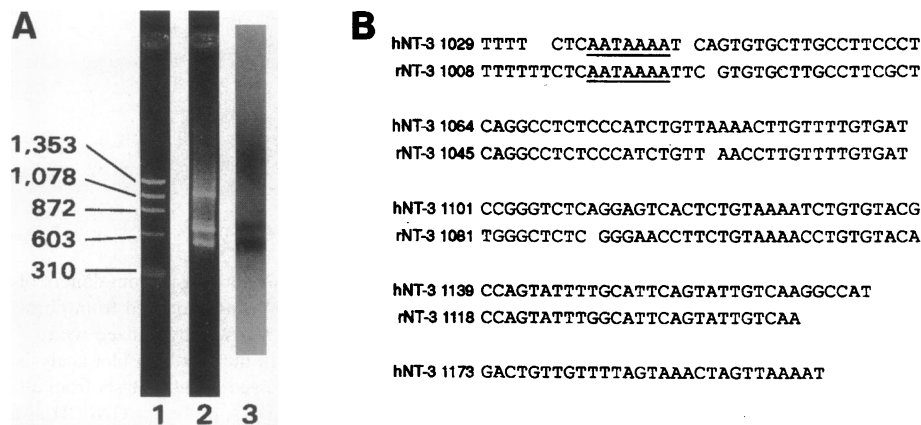 A
1,353
1,078
872
603
310
1 2 3
B
hNT-3 1029 TTTT CTCAATAAAAT CAGTGTGCTTGCCTTCCCT
rNT-3 1008 TTTTTTCTCAATAAAATTC GTGTGCTTGCCTTCGCT
hNT-3 1064 CAGGCCTCTCCCATCTGTTAAAACTTGTTTTGTGAT
rNT-3 1045 CAGGCCTCTCCCATCTGTT AACCTTGTTTTGTGAT
hNT-3 1101 CCGGGTCTCAGGAGTCACTCTGTAAAATCTGTGTACG
rNT-3 1081 TGGGCTCTC GGGAACCTTCTGTAAAACCTGTGTACA
hNT-3 1139 CCAGTATTTTGCATTCAGTATTGTCAAGGCCAT
rNT-3 1118 CCAGTATTTGGCATTCAGTATTGTCAA
hNT-3 1173 GACTGTTGTTTTAGTAAACTAGTTAAAAT